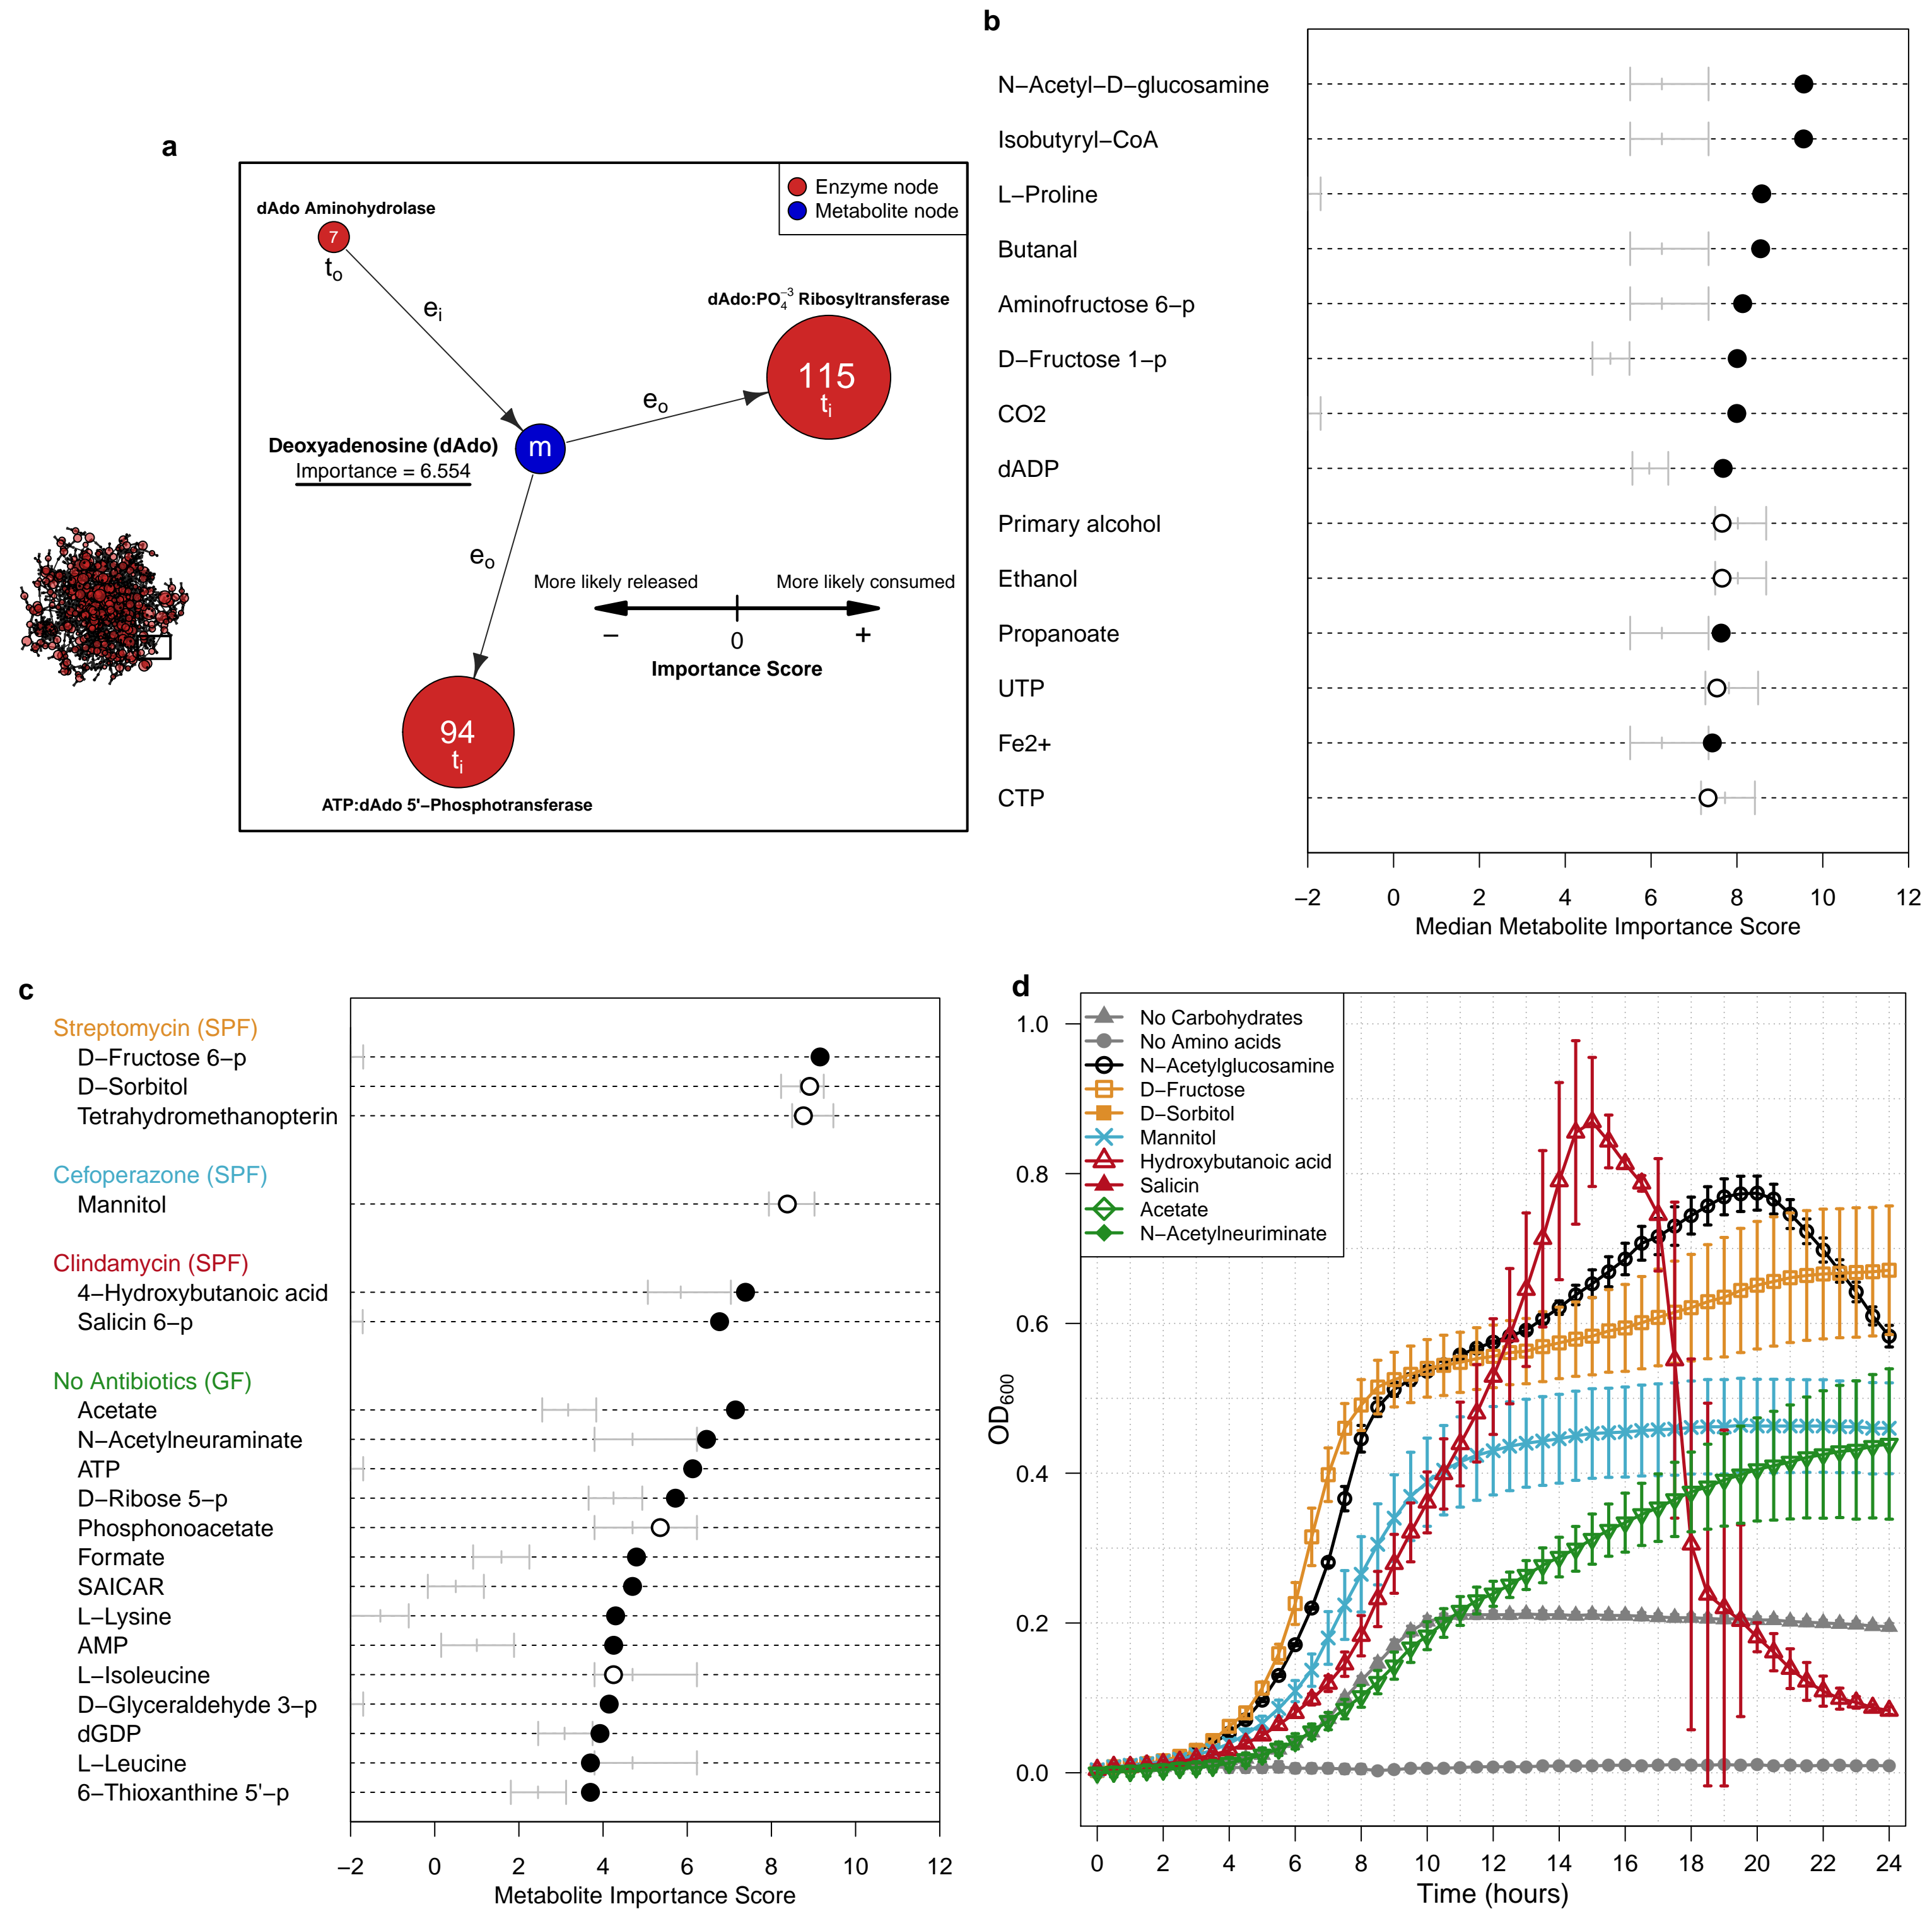 a
Enzyme node
Metabolite node
dAdo Aminohydrolase
7
to
ei
dAdo:PO4−3 Ribosyltransferase
115
ti
eo
Deoxyadenosine (dAdo)
Importance = 6.554
m
eo
More likely released
More likely consumed
−
0
+
Importance Score
94
ti
ATP:dAdo 5'−Phosphotransferase
b
N−Acetyl−D−glucosamine
Isobutyryl−CoA
L−Proline
Butanal
Aminofructose 6−p
D−Fructose 1−p
CO2
dADP
Primary alcohol
Ethanol
Propanoate
UTP
Fe2+
CTP
−2 0 2 4 6 8 10 12
Median Metabolite Importance Score
c
Streptomycin (SPF)
D−Fructose 6−p
D−Sorbitol
Tetrahydromethanopterin
Cefoperazone (SPF)
Mannitol
Clindamycin (SPF)
4−Hydroxybutanoic acid
Salicin 6−p
No Antibiotics (GF)
Acetate
N−Acetylneuraminate
ATP
D−Ribose 5−p
Phosphonoacetate
Formate
SAICAR
L−Lysine
AMP
L−Isoleucine
D−Glyceraldehyde 3−p
dGDP
L−Leucine
6−Thioxanthine 5'−p
−2 0 2 4 6 8 10 12
Metabolite Importance Score
d
No Carbohydrates
No Amino acids
N−Acetylglucosamine
D−Fructose
D−Sorbitol
Mannitol
Hydroxybutanoic acid
Salicin
Acetate
N−Acetylneuriminate
1.0
0.8
0.6
0.4
0.2
0.0
OD600
0 2 4 6 8 10 12 14 16 18 20 22 24
Time (hours)